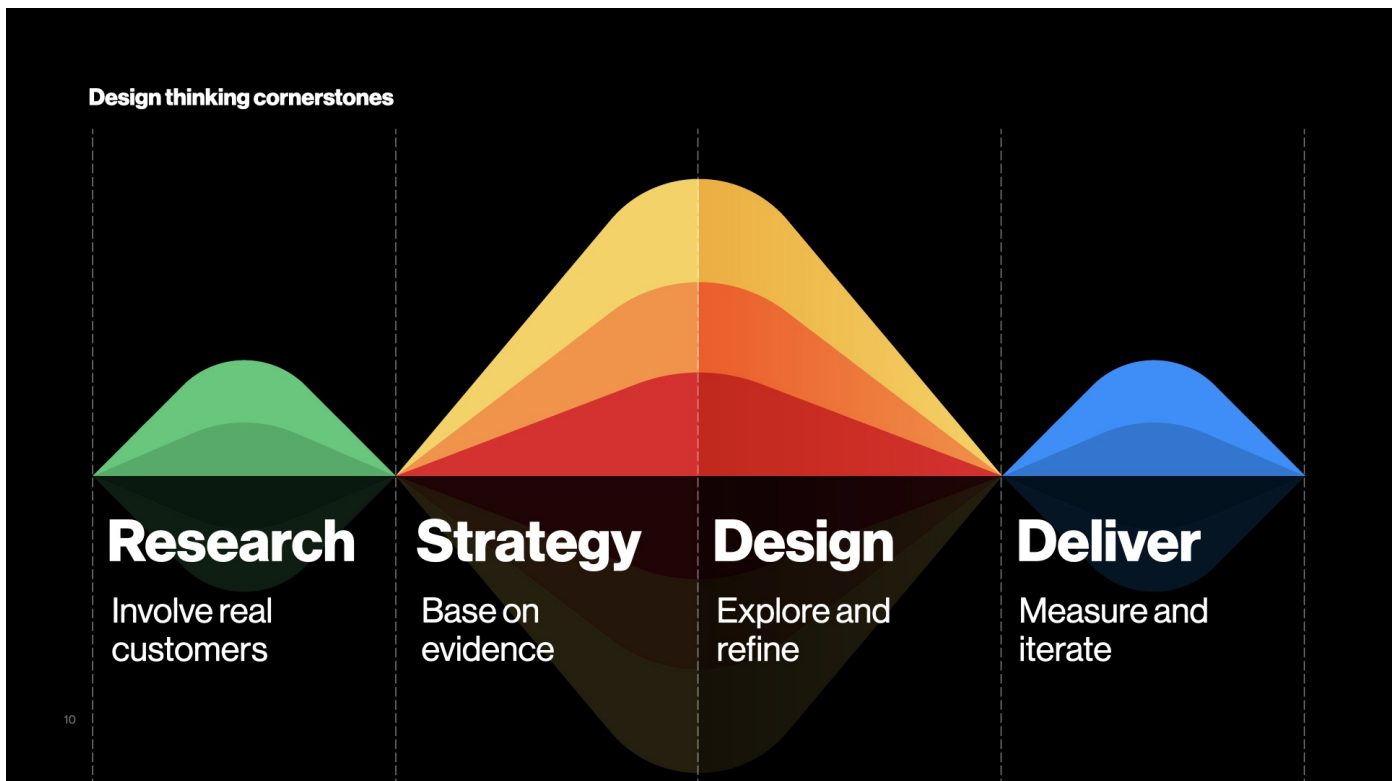 Design thinking cornerstones
Research
Involve real
customers
Strategy
Base on
evidence
Design
Explore and
refine
Deliver
Measure and
iterate
10